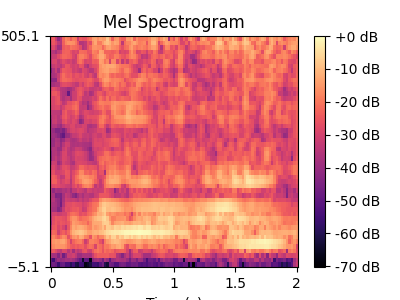 Mel Spectrogram
505.1
−5.1
0
0.5
1
1.5
2
+0 dB
-10 dB
-20 dB
-30 dB
-40 dB
-50 dB
-60 dB
-70 dB